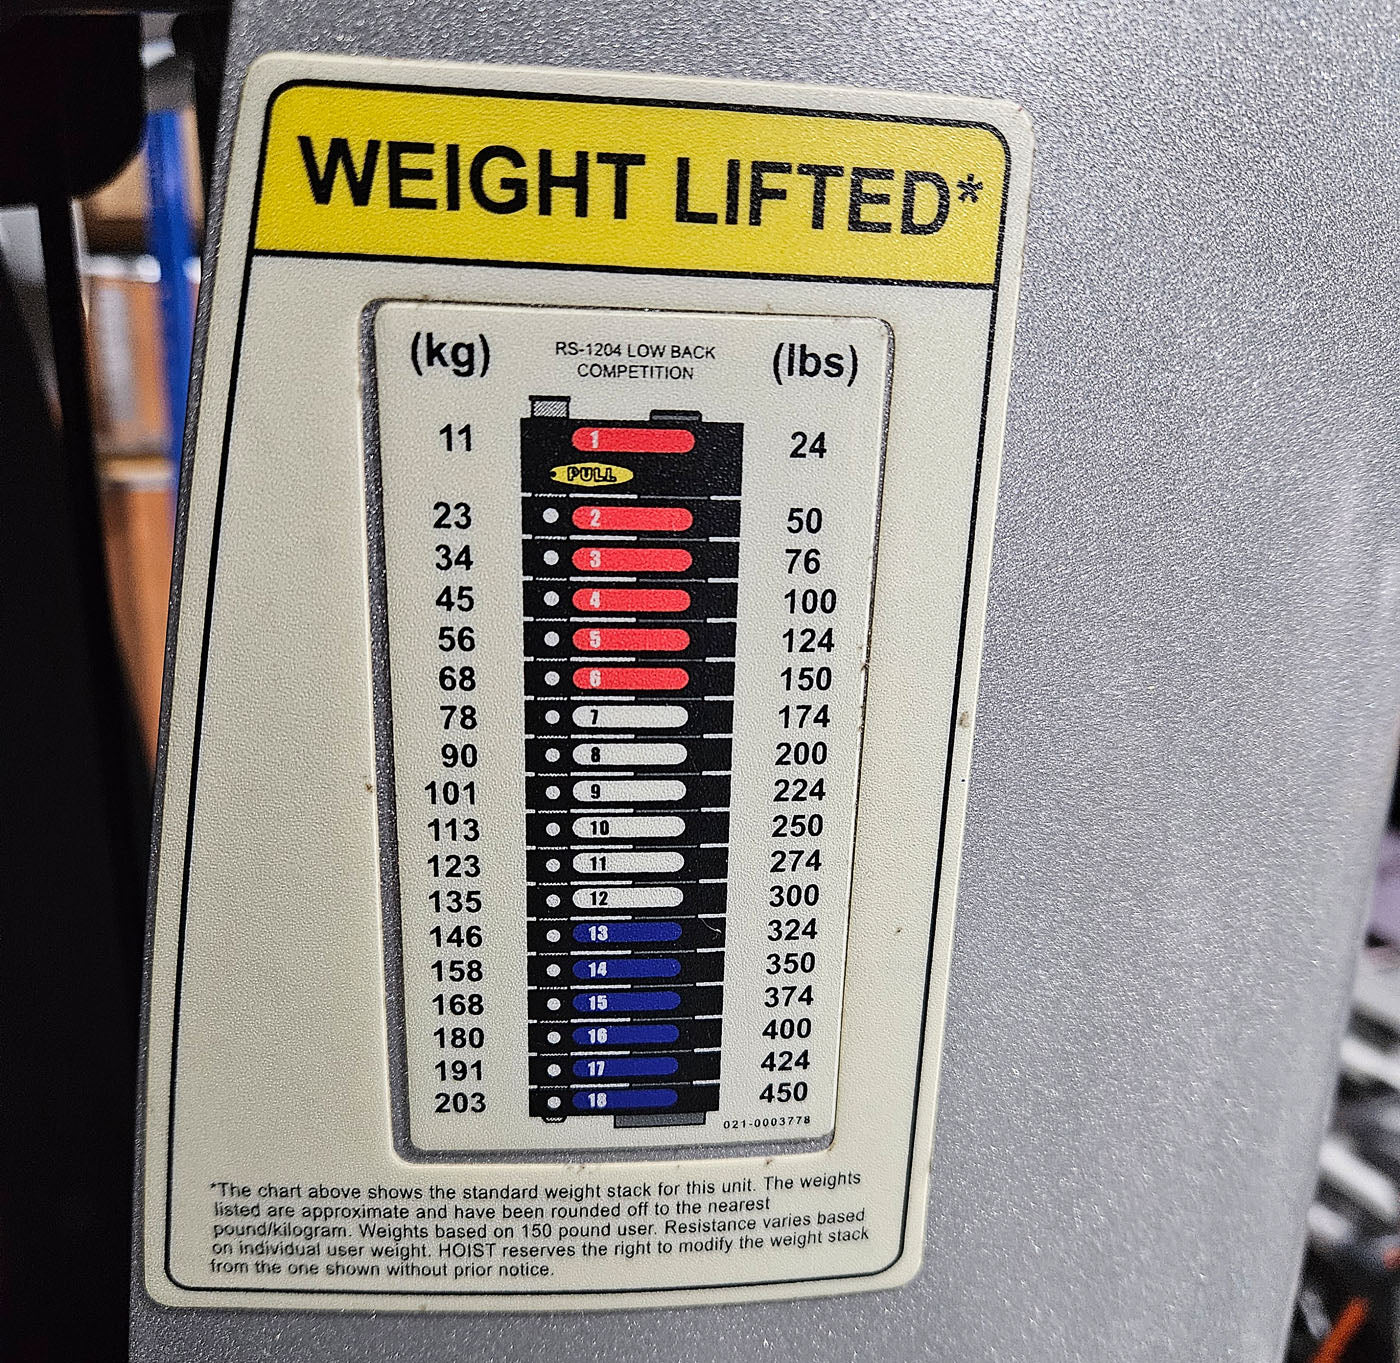 WEIGHT LIFTED*
(kg) RS-1204 LOW BACK (lbs)
COMPETITION
11 1 24
PULL
23 2 50
34 3 76
45 4 100
56 5 124
68 6 150
78 7 174
90 8 200
101 9 224
113 10 250
123 11 274
135 12 300
146 13 324
158 14 350
168 15 374
180 16 400
191 17 424
203 18 450
021-0003778
*The chart above shows the standard weight stack for this unit. The weights
listed are approximate and have been rounded off to the nearest
pound/kilogram. Weights based on 150 pound user. Resistance varies based
on individual user weight. HOIST reserves the right to modify the weight stack
from the one shown without prior notice.